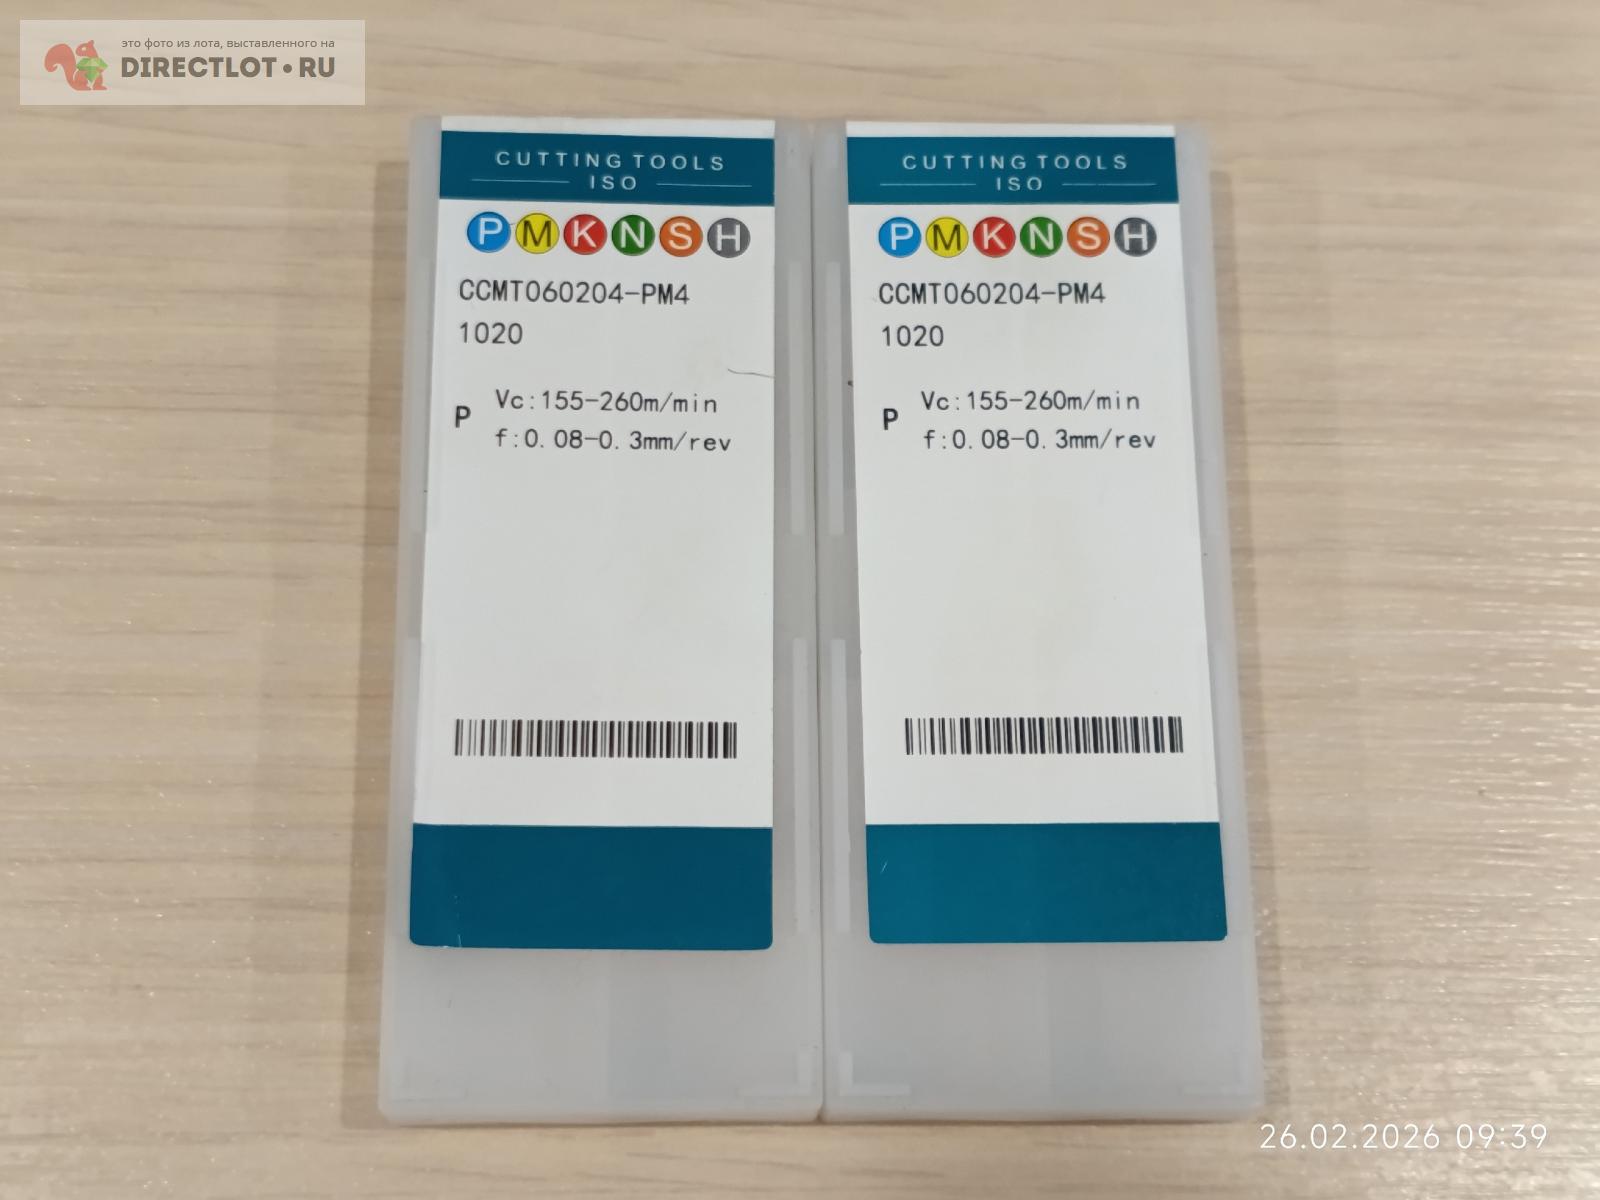 это фото из лота, выставленного на
DIRECTLOT•RU
CUTTING TOOLS
ISO
P M K N S H
CCMT060204-PM4
1020
P
Vc:155-260m/min
f:0.08-0.3mm/rev
CUTTING TOOLS
ISO
P M K N S H
CCMT060204-PM4
1020
P
Vc:155-260m/min
f:0.08-0.3mm/rev
26.02.2026 09:39